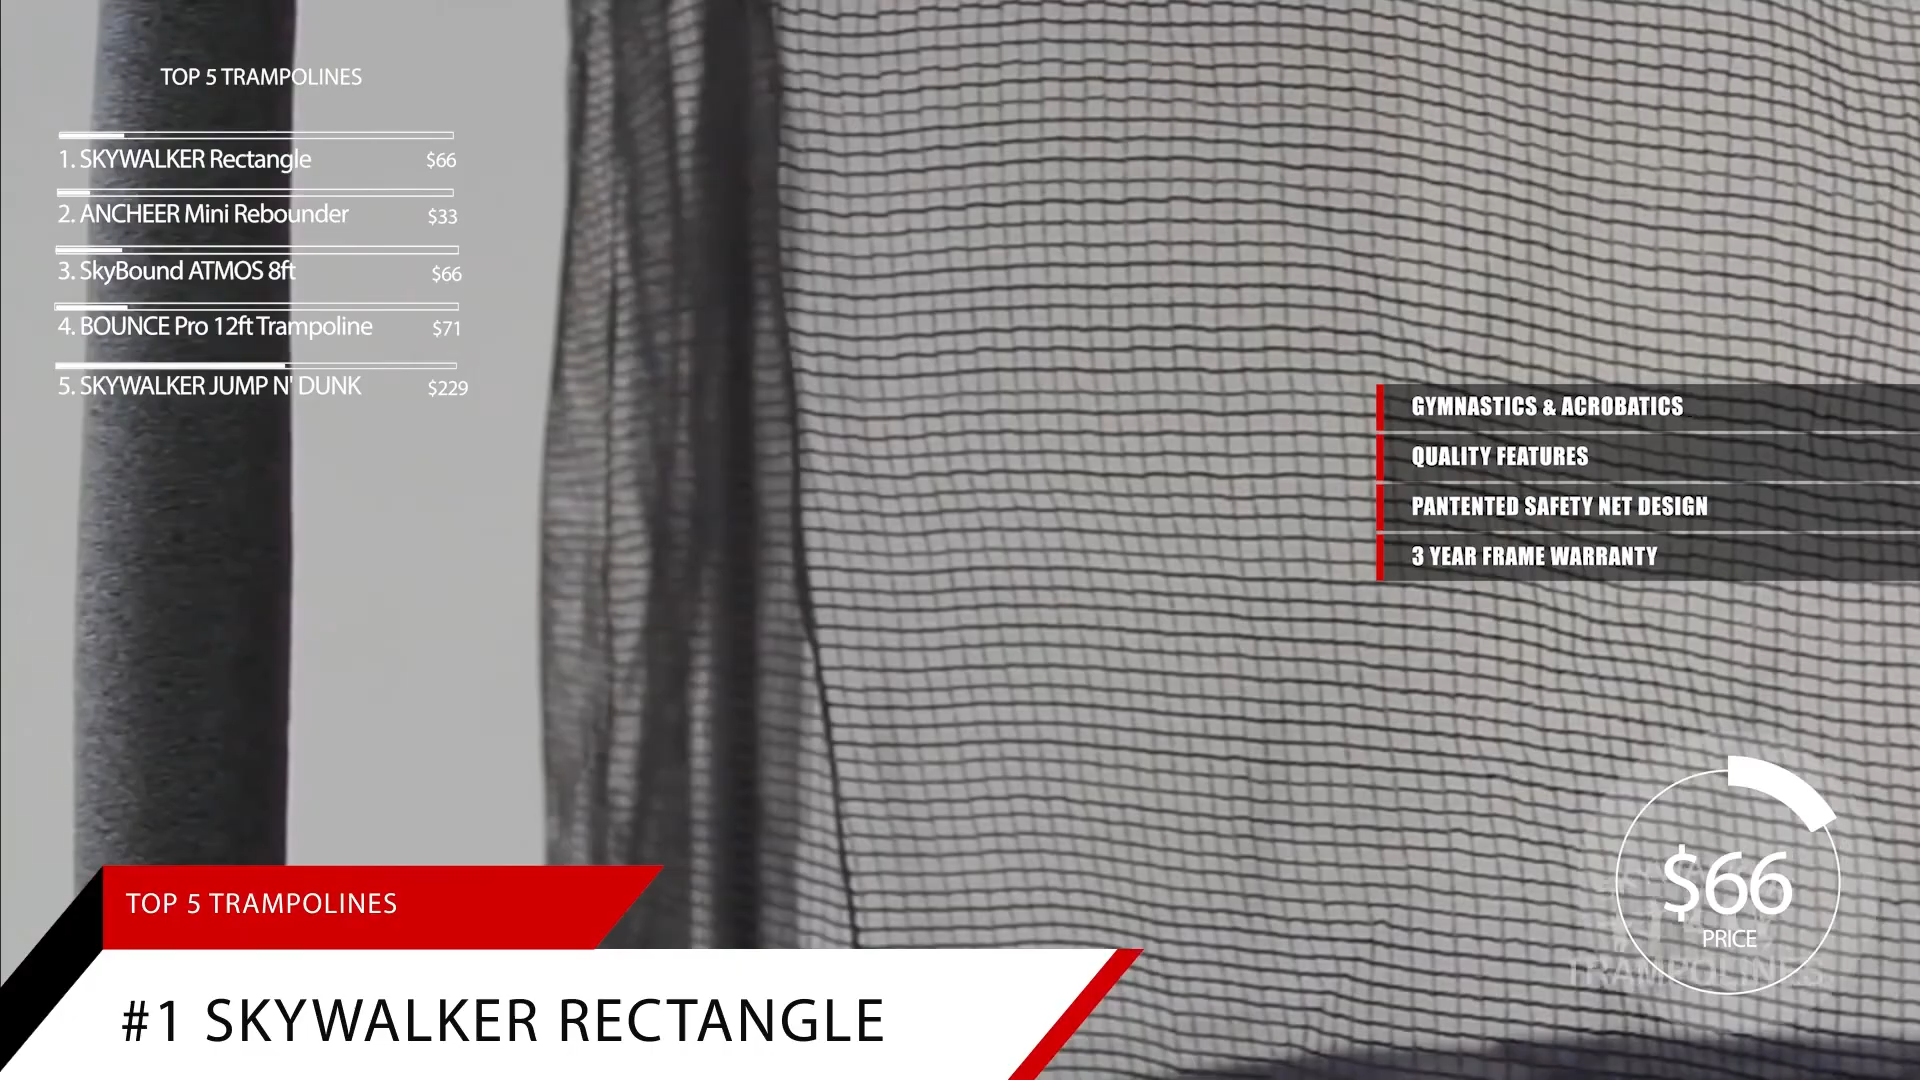 TOP 5 TRAMPOLINES
1. SKYWALKER Rectangle $66
2. ANCHEER Mini Rebounder $33
3. SkyBound ATMOS 8ft $66
4. BOUNCE Pro 12ft Trampoline $71
5. SKYWALKER JUMP N' DUNK $229
GYMNASTICS & ACROBATICS
QUALITY FEATURES
PANTENTED SAFETY NET DESIGN
3 YEAR FRAME WARRANTY
$66
PRICE
TRAMPOLINES
TOP 5 TRAMPOLINES
#1 SKYWALKER RECTANGLE